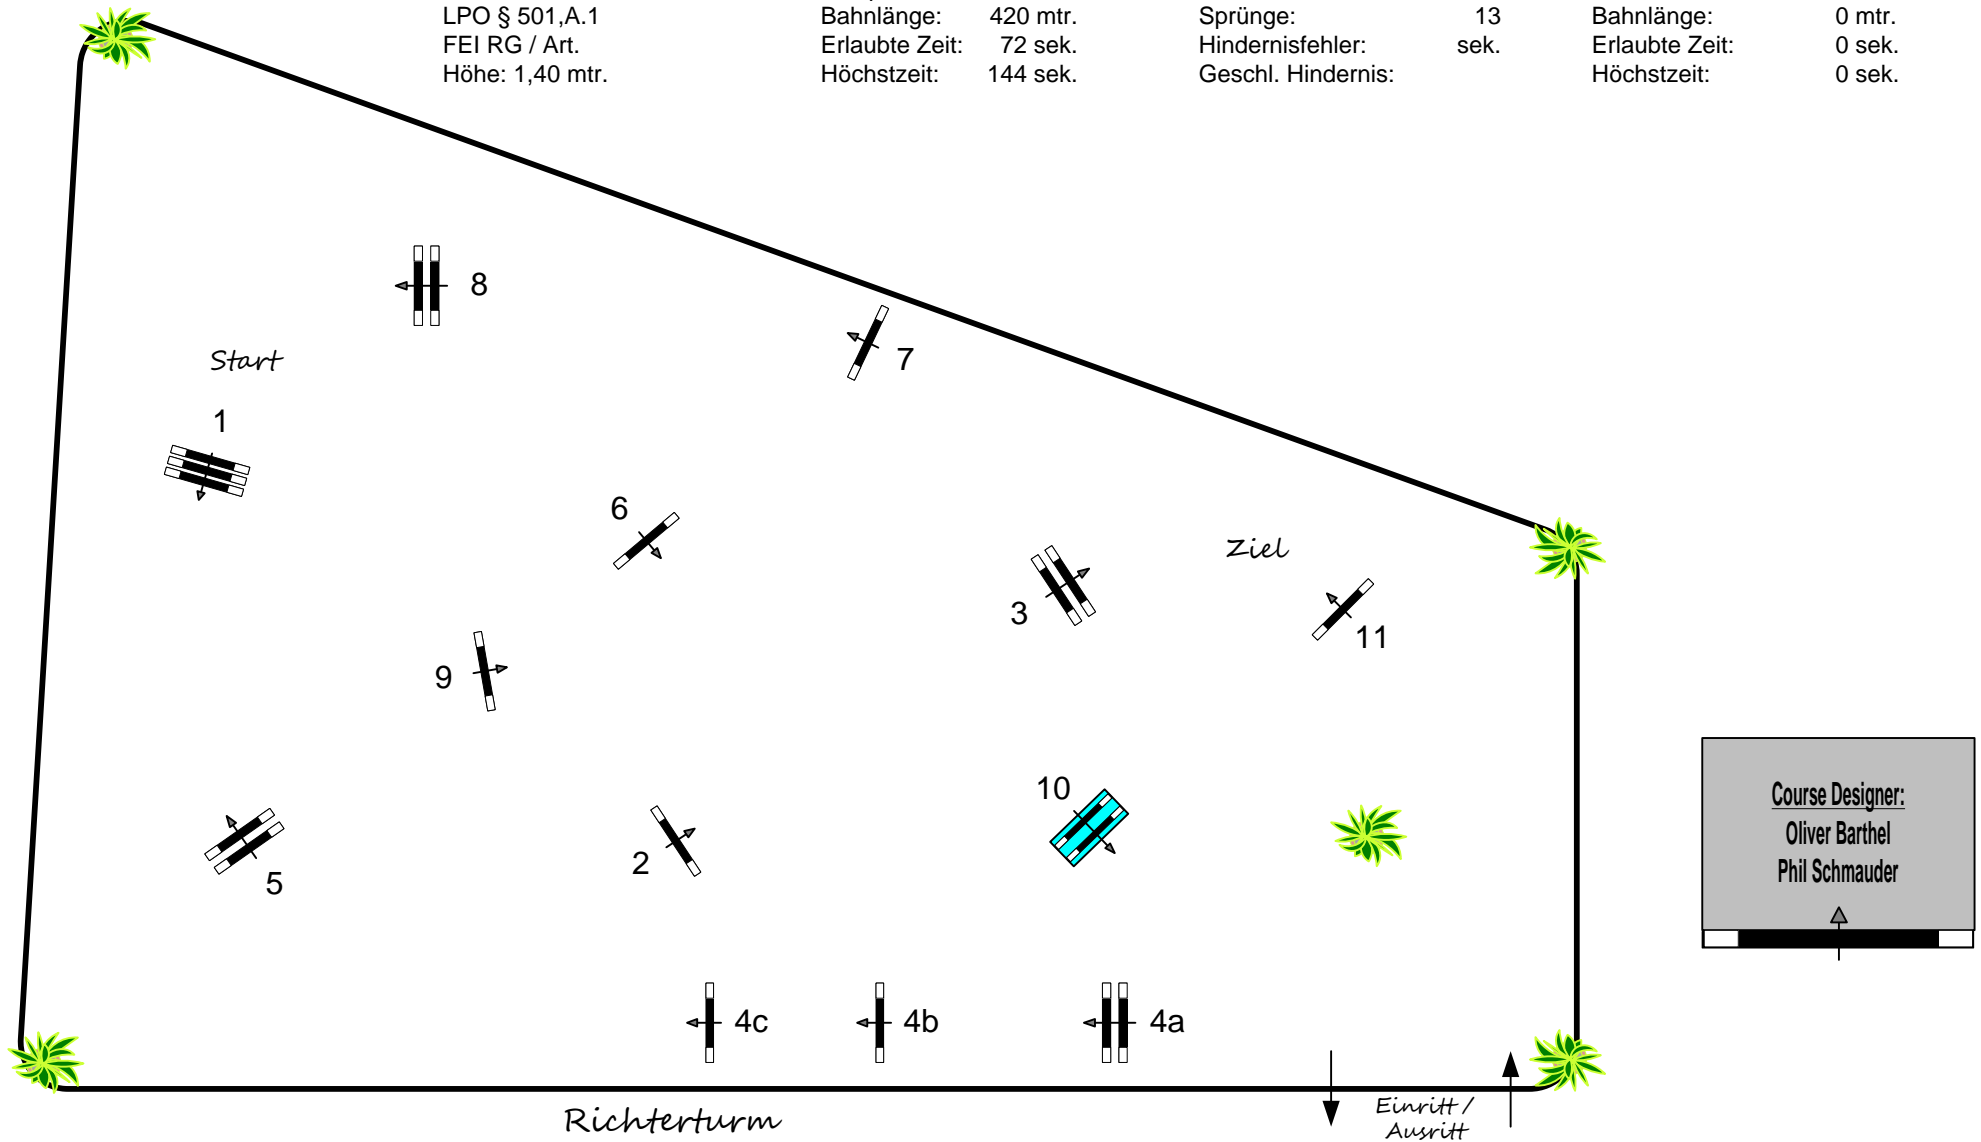 LPO § 501,A.1
FEI RG / Art.
Höhe: 1,40 mtr.
Bahnlänge: 420 mtr.
Erlaubte Zeit: 72 sek.
Höchstzeit: 144 sek.
Sprünge: 13
Hindernisfehler: sek.
Geschl. Hindernis:
Bahnlänge: 0 mtr.
Erlaubte Zeit: 0 sek.
Höchstzeit: 0 sek.
8
Start
7
1
6
Ziel
3
11
9
10
2
5
Course Designer:
Oliver Barthel
Phil Schmauder
4c
4b
4a
Richterturm
Einritt /
Ausritt